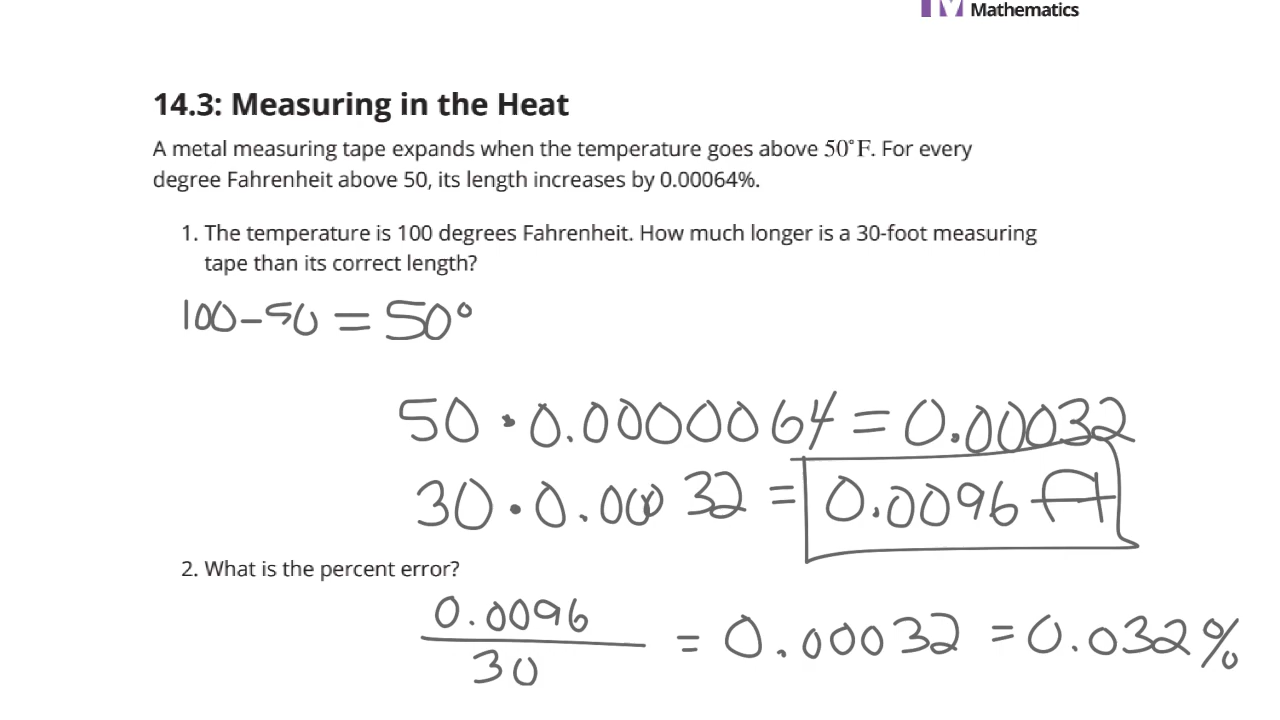 Mathematics
14.3: Measuring in the Heat
A metal measuring tape expands when the temperature goes above 50°F. For every
degree Fahrenheit above 50, its length increases by 0.00064%.
1. The temperature is 100 degrees Fahrenheit. How much longer is a 30-foot measuring
tape than its correct length?
100-50 = 50°
50 · 0.0000064 = 0.00032
30 · 0.00032 = 0.0096 ft
2. What is the percent error?
0.0096
30
= 0.00032 = 0.032%